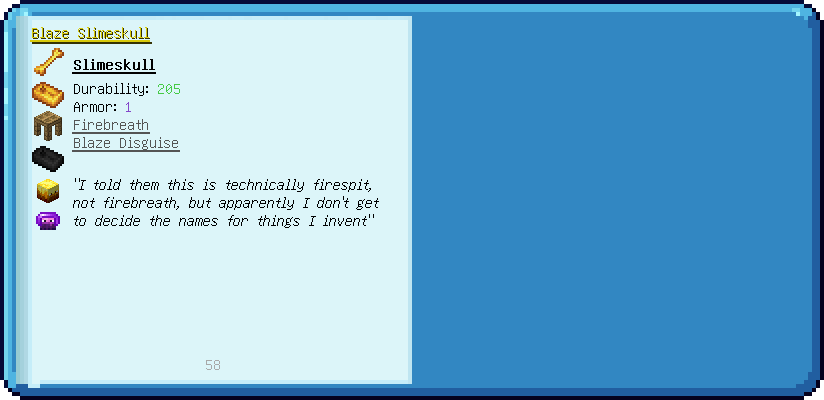 Blaze Slimeskull
Slimeskull
Durability: 205
Armor: 1
Firebreath
Blaze Disguise
"I told them this is technically firespit,
not firebreath, but apparently I don't get
to decide the names for things I invent"
58